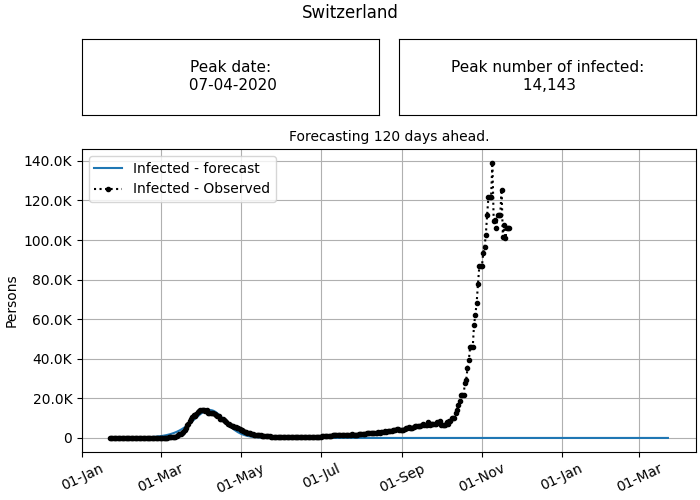 Switzerland
Peak date:
07-04-2020
Peak number of infected:
14,143
Forecasting 120 days ahead.
Infected - forecast
Infected - Observed
Persons
140.0K
120.0K
100.0K
80.0K
60.0K
40.0K
20.0K
0
01-Jan
01-Mar
01-May
01-Jul
01-Sep
01-Nov
01-Jan
01-Mar